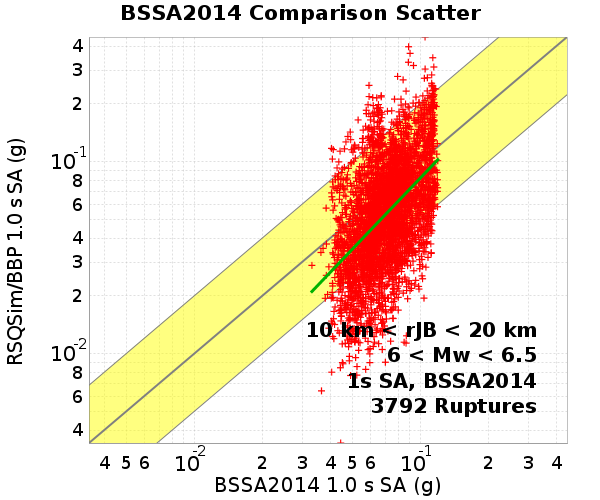 BSSA2014 Comparison Scatter
RSQSim/BBP 1.0 s SA (g)
4
3
2
10^-1
8
6
4
3
2
10^-2
8
6
4
10 km < rJB < 20 km
6 < Mw < 6.5
1s SA, BSSA2014
3792 Ruptures
4 5 6 10^-2 2 3 4 5 6 10^-1 2 3 4
BSSA2014 1.0 s SA (g)